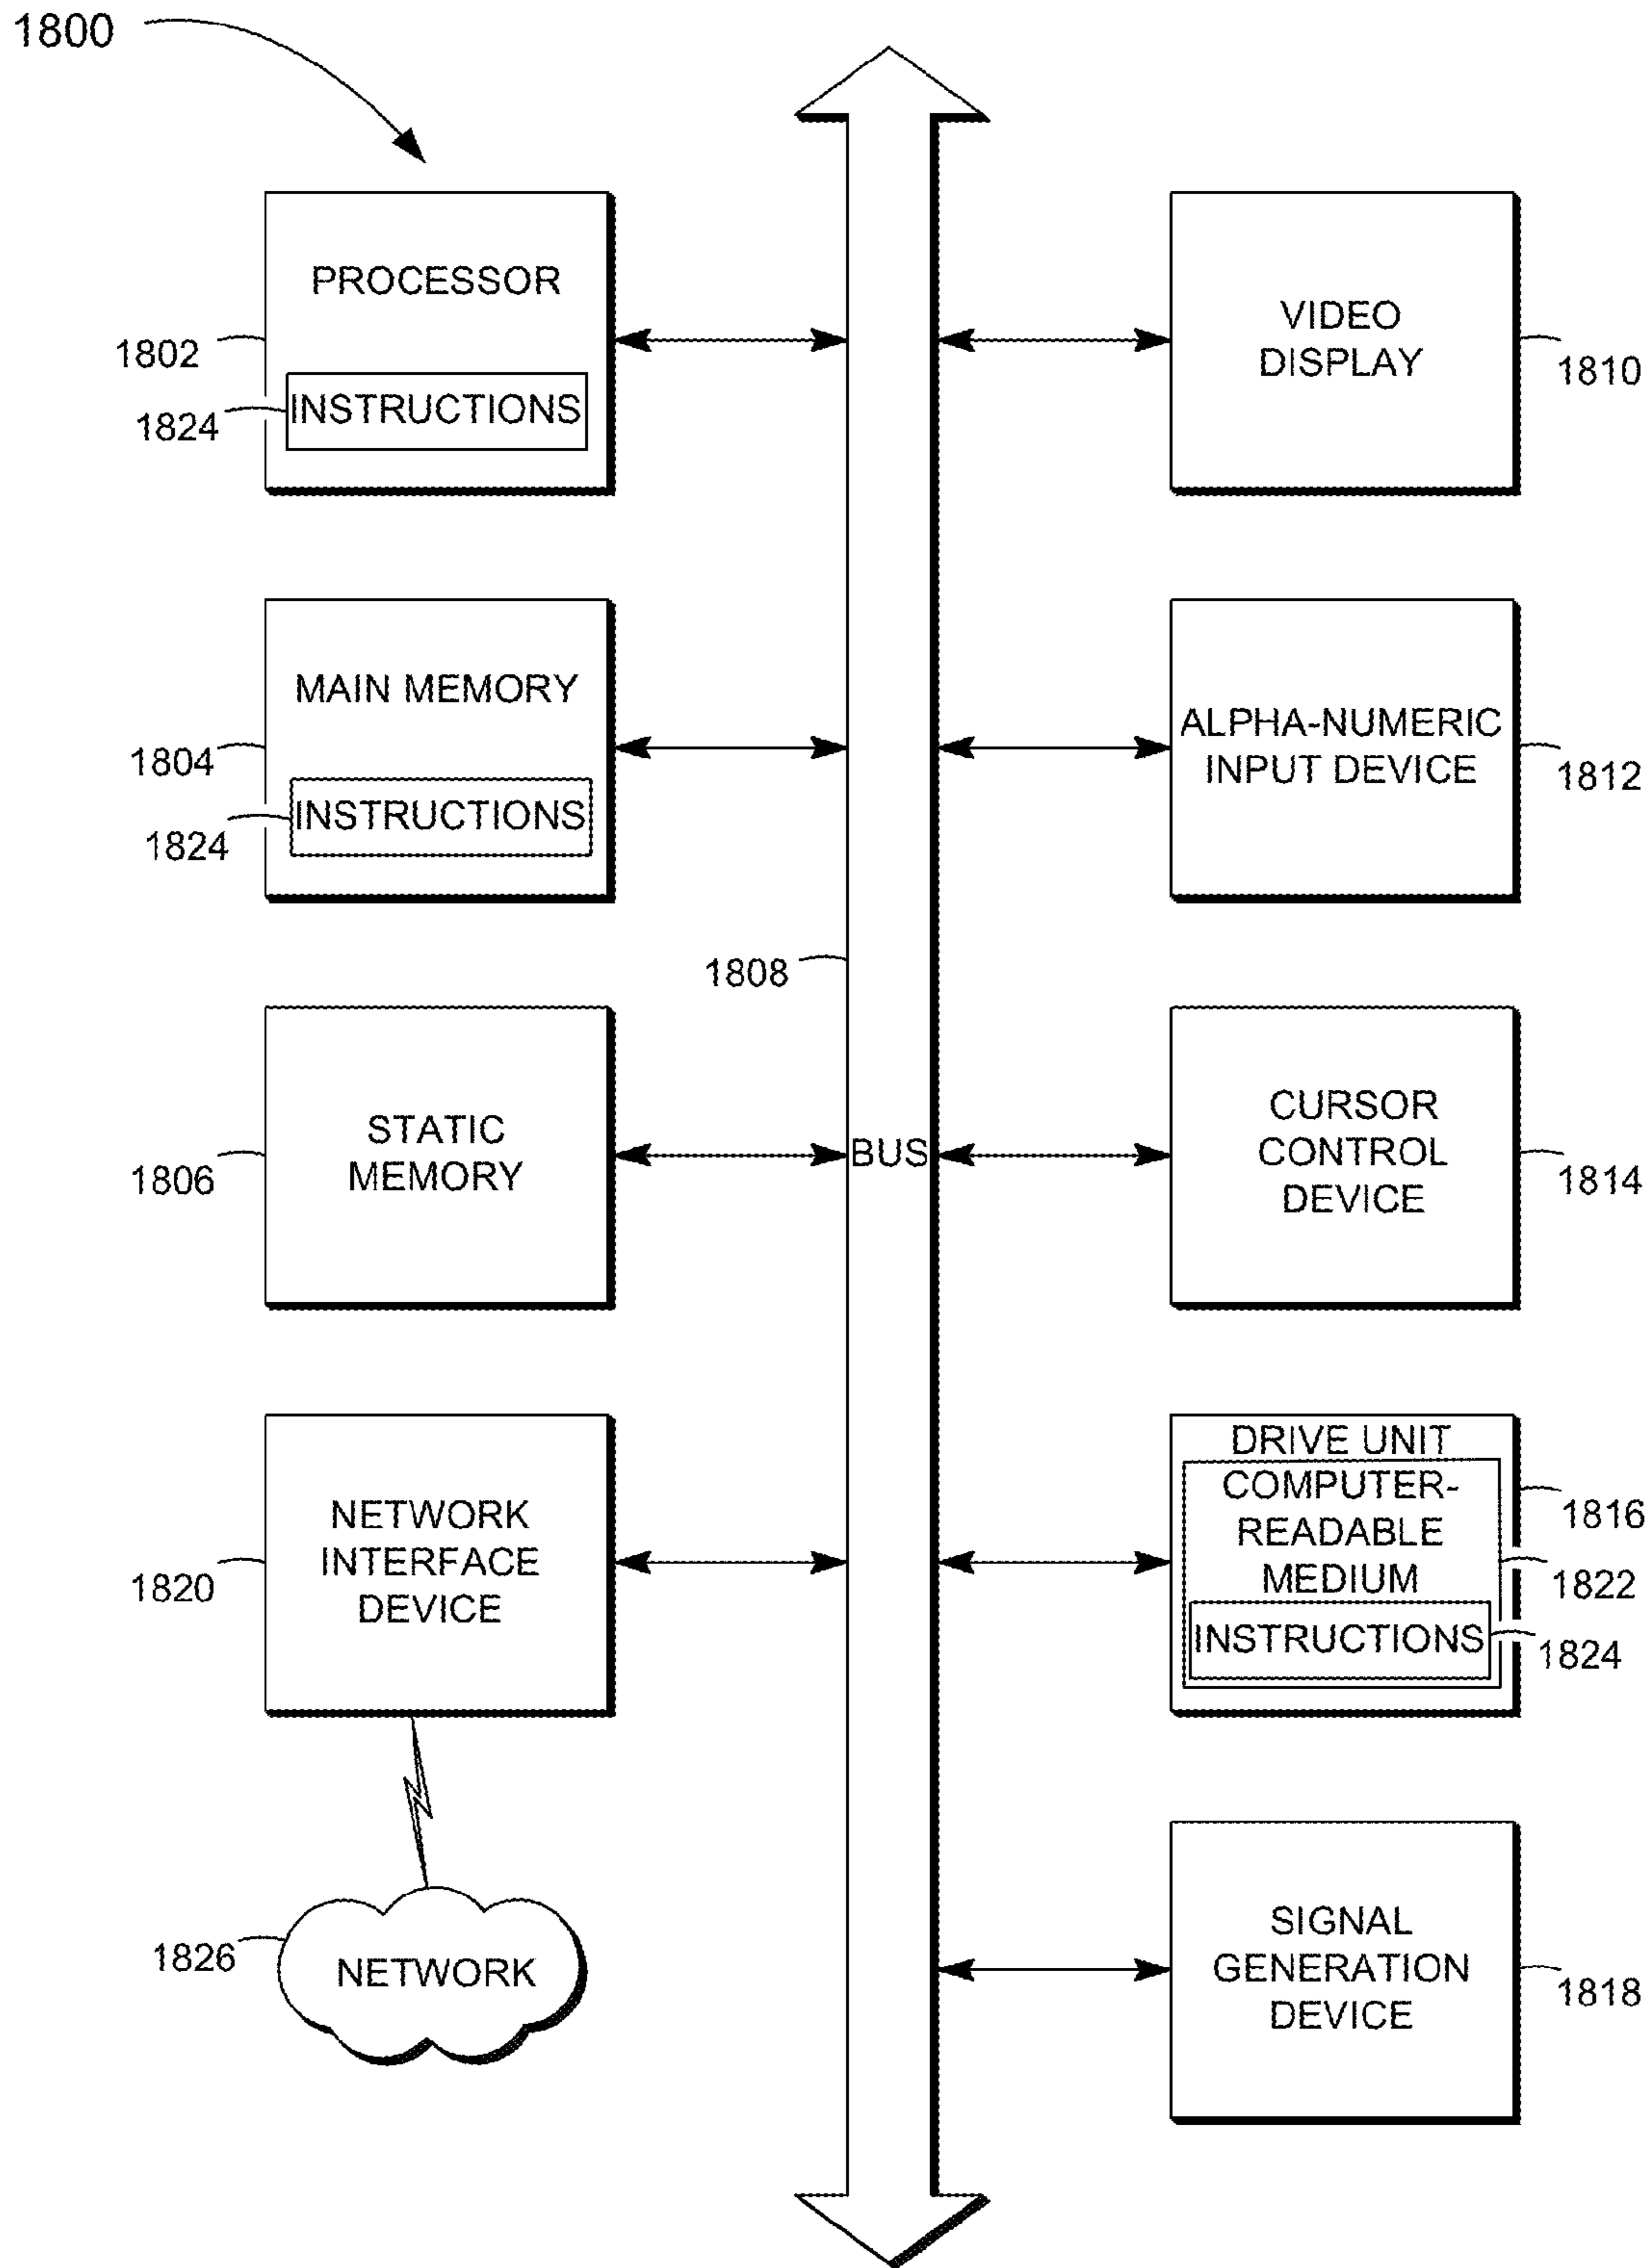 1800
PROCESSOR
1802
INSTRUCTIONS
1824
MAIN MEMORY
1804
INSTRUCTIONS
1824
1808
STATIC
MEMORY
1806
NETWORK
INTERFACE
DEVICE
1820
1826
NETWORK
BUS
VIDEO
DISPLAY
1810
ALPHA-NUMERIC
INPUT DEVICE
1812
CURSOR
CONTROL
DEVICE
1814
DRIVE UNIT
COMPUTER-
READABLE
MEDIUM
1816
1822
INSTRUCTIONS
1824
SIGNAL
GENERATION
DEVICE
1818